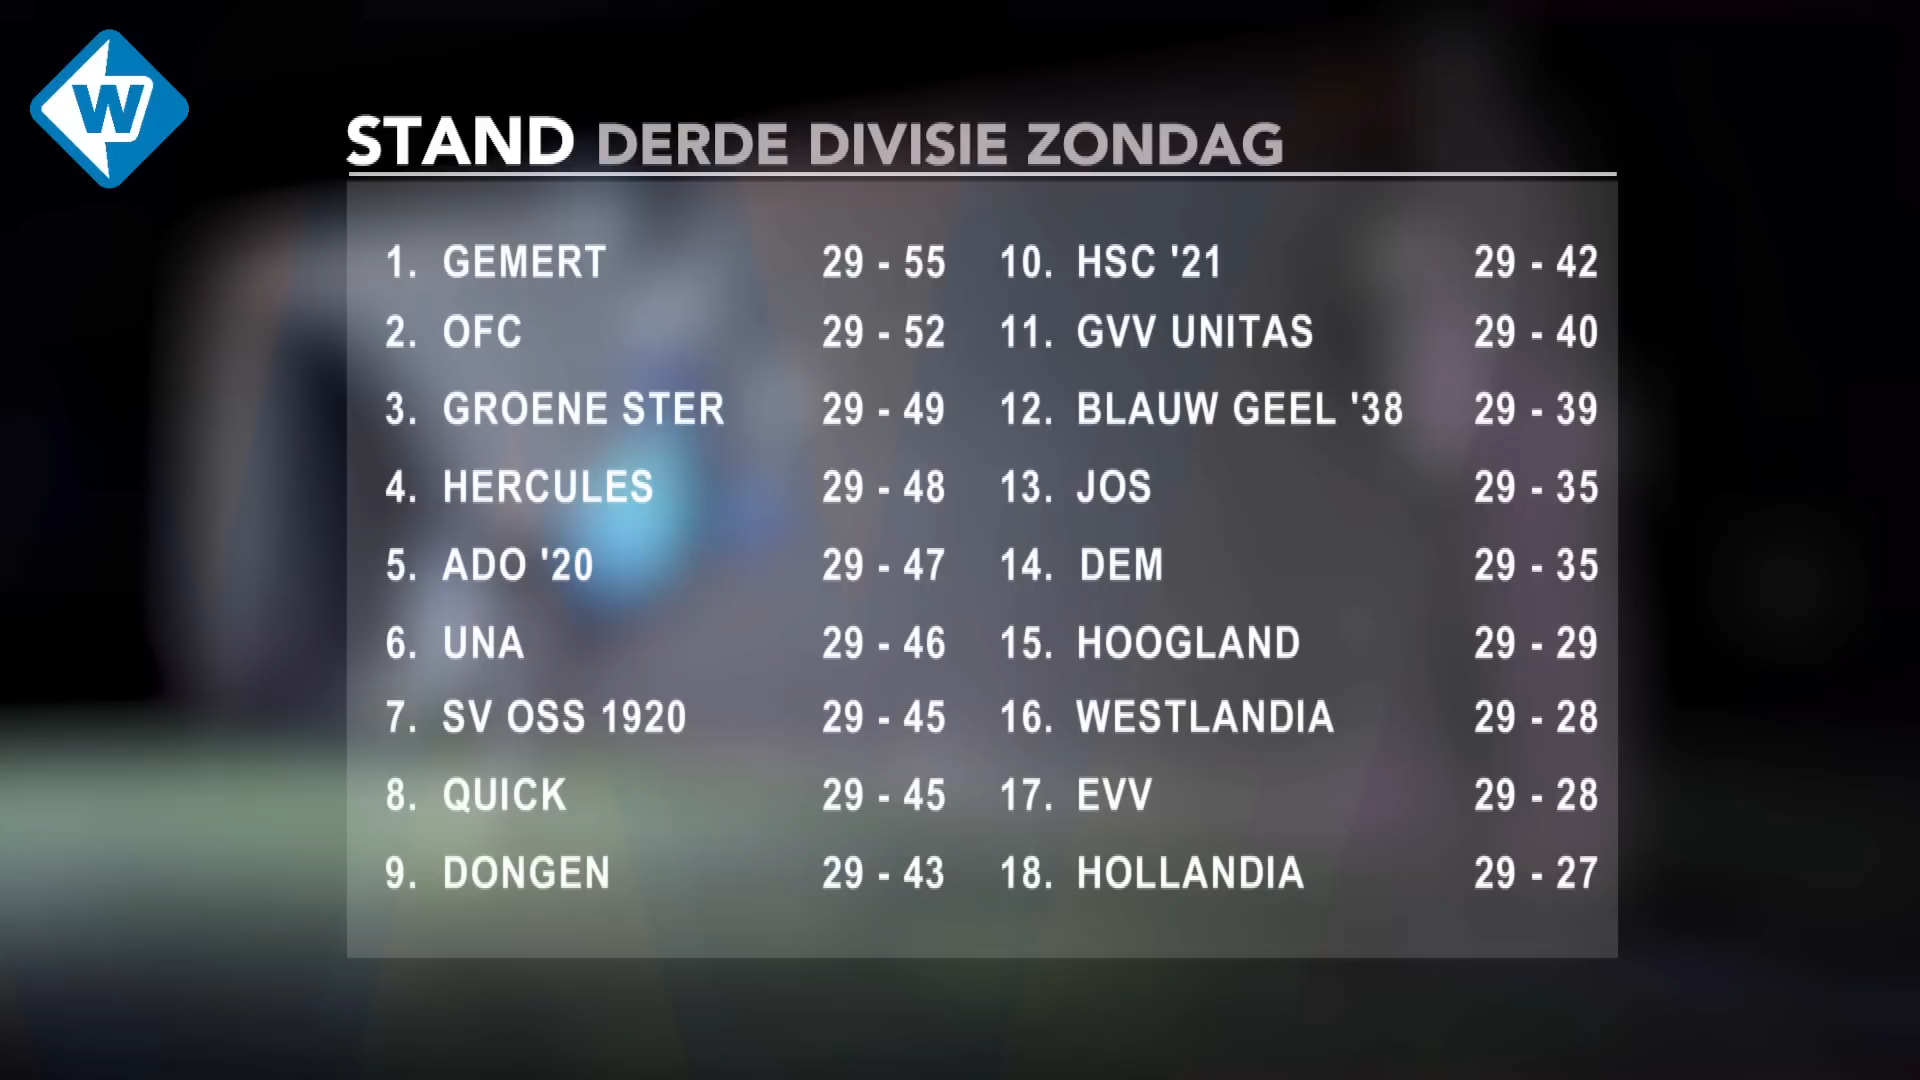 W
STAND DERDE DIVISIE ZONDAG
1. GEMERT 29 - 55
2. OFC 29 - 52
3. GROENE STER 29 - 49
4. HERCULES 29 - 48
5. ADO '20 29 - 47
6. UNA 29 - 46
7. SV OSS 1920 29 - 45
8. QUICK 29 - 45
9. DONGEN 29 - 43
10. HSC '21 29 - 42
11. GVV UNITAS 29 - 40
12. BLAUW GEEL '38 29 - 39
13. JOS 29 - 35
14. DEM 29 - 35
15. HOOGLAND 29 - 29
16. WESTLANDIA 29 - 28
17. EVV 29 - 28
18. HOLLANDIA 29 - 27